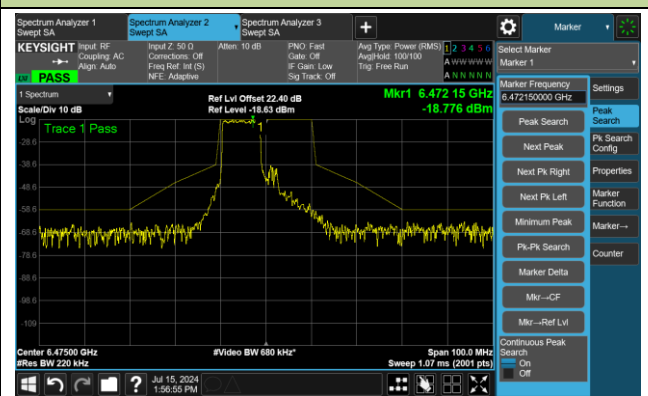 Spectrum Analyzer 1
Swept SA
Spectrum Analyzer 2
Swept SA
Spectrum Analyzer 3
Swept SA
+
Marker
KEYSIGHT
Input: RF
Coupling: AC
Align: Auto
Input Z: 50 Ω
Corrections: Off
Freq Ref: Int (S)
NFE: Adaptive
Atten: 10 dB
PNO: Fast
Gate: Off
IF Gain: Low
Sig Track: Off
Avg Type: Power (RMS)
Avg|Hold: 100/100
Trig: Free Run
1 2 3 4 5 6
A W W W W W
A N N N N N
PASS
Select Marker
Marker 1
1 Spectrum
Scale/Div 10 dB
Log
Ref Lvl Offset 22.40 dB
Ref Level -18.63 dBm
Mkr1 6.472 15 GHz
-18.776 dBm
Trace 1 Pass
-28.6
-38.6
-48.6
-58.6
-68.6
-78.6
-88.6
-98.6
-109
Center 6.47500 GHz
#Res BW 220 kHz
#Video BW 680 kHz*
Span 100.0 MHz
Sweep 1.07 ms (2001 pts)
Marker Frequency
6.472150000 GHz
Peak Search
Next Peak
Next Pk Right
Next Pk Left
Minimum Peak
Pk-Pk Search
Marker Delta
Mkr→CF
Mkr→Ref Lvl
Continuous Peak
Search
On
Off
Settings
Peak
Search
Pk Search
Config
Properties
Marker
Function
Marker→
Counter
?
Jul 15, 2024
1:56:55 PM